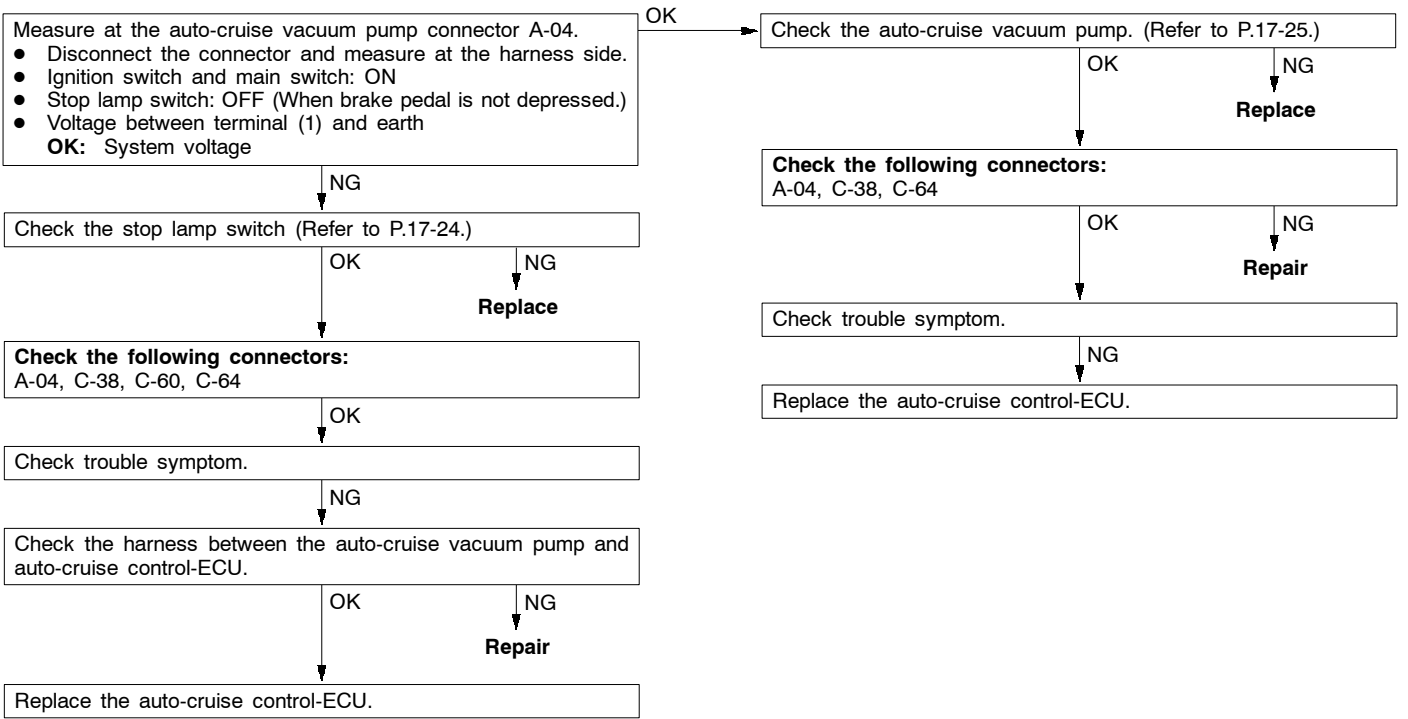 Measure at the auto-cruise vacuum pump connector A-04.
● Disconnect the connector and measure at the harness side.
● Ignition switch and main switch: ON
● Stop lamp switch: OFF (When brake pedal is not depressed.)
● Voltage between terminal (1) and earth
OK: System voltage
NG
Check the stop lamp switch (Refer to P.17-24.)
OK
NG
Replace
Check the following connectors:
A-04, C-38, C-60, C-64
OK
Check trouble symptom.
NG
Check the harness between the auto-cruise vacuum pump and
auto-cruise control-ECU.
OK
NG
Repair
Replace the auto-cruise control-ECU.
OK
Check the auto-cruise vacuum pump. (Refer to P.17-25.)
OK
NG
Replace
Check the following connectors:
A-04, C-38, C-64
OK
NG
Repair
Check trouble symptom.
NG
Replace the auto-cruise control-ECU.